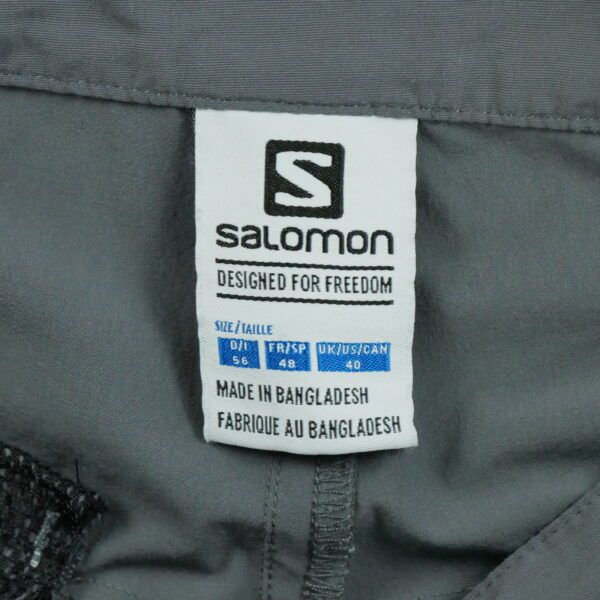 S
SALOMON
DESIGNED FOR FREEDOM
SIZE/TAILLE
D/I FR/SP UK/US/CAN
56 48 40
MADE IN BANGLADESH
FABRIQUE AU BANGLADESH